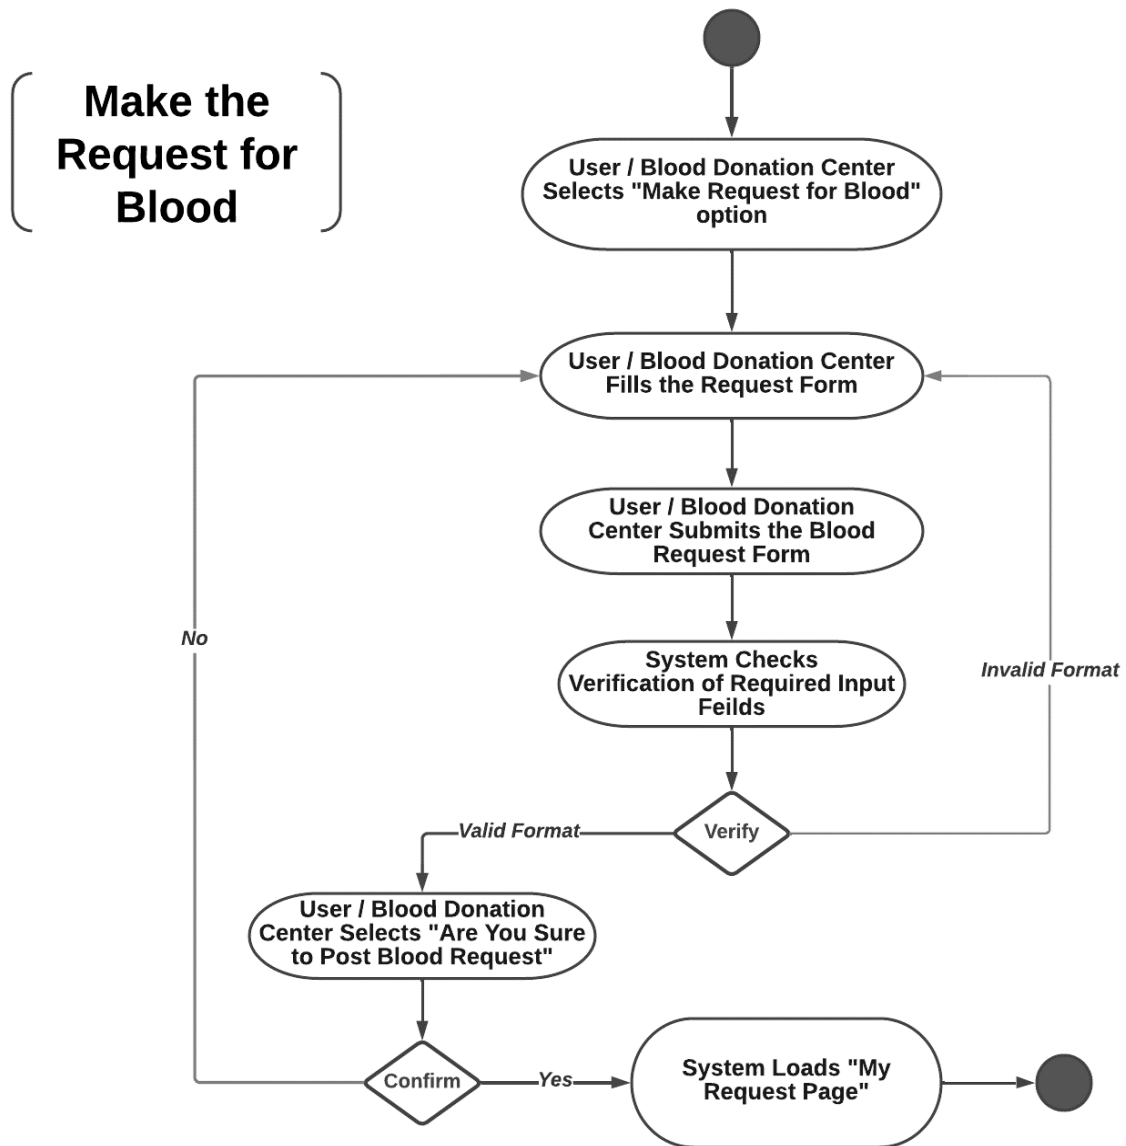 Make the
Request for
Blood
User / Blood Donation Center
Selects "Make Request for Blood"
option
User / Blood Donation Center
Fills the Request Form
User / Blood Donation
Center Submits the Blood
Request Form
No
System Checks
Verification of Required Input
Feilds
Invalid Format
Valid Format
Verify
User / Blood Donation
Center Selects "Are You Sure
to Post Blood Request"
Confirm
Yes
System Loads "My
Request Page"